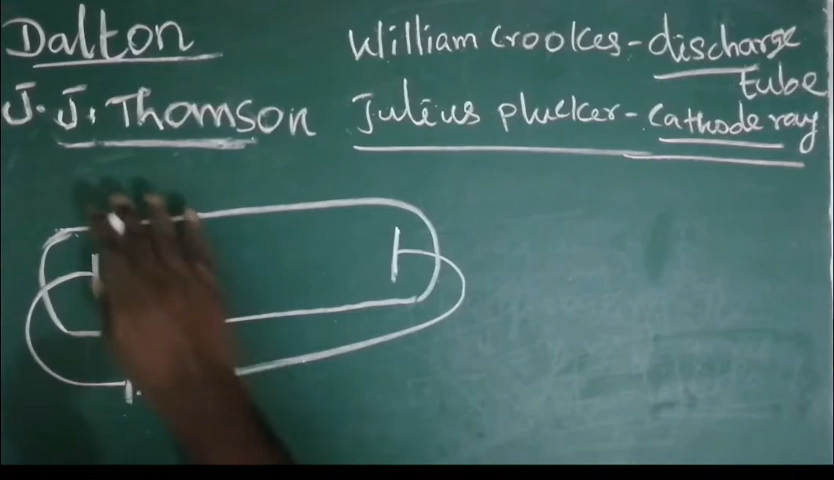 Dalton
William Crookes - discharge
tube
J. J. Thomson
Julius plucker - Cathode ray